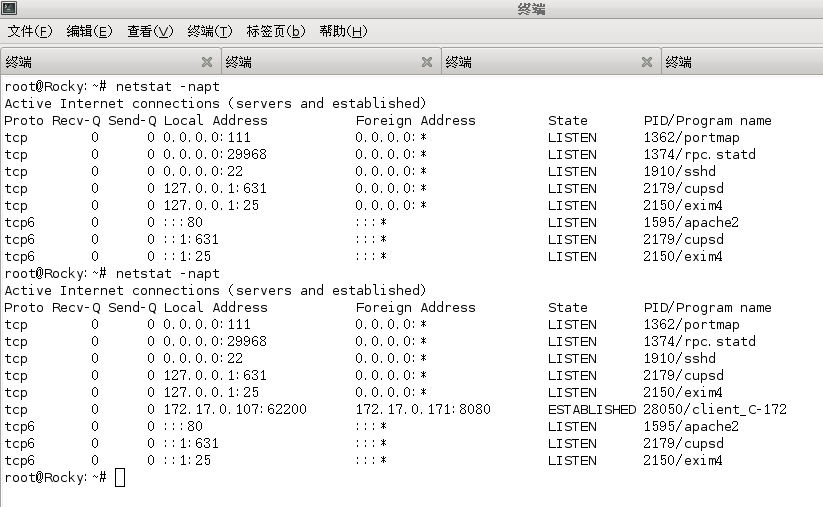 终端
文件(F) 编辑(E) 查看(V) 终端(T) 标签页(b) 帮助(H)
终端 终端 终端 终端
root@Rocky:~# netstat -napt
Active Internet connections (servers and established)
Proto Recv-Q Send-Q Local Address Foreign Address State PID/Program name
tcp 0 0 0.0.0.0:111 0.0.0.0:* LISTEN 1362/portmap
tcp 0 0 0.0.0.0:29968 0.0.0.0:* LISTEN 1374/rpc.statd
tcp 0 0 0.0.0.0:22 0.0.0.0:* LISTEN 1910/sshd
tcp 0 0 127.0.0.1:631 0.0.0.0:* LISTEN 2179/cupsd
tcp 0 0 127.0.0.1:25 0.0.0.0:* LISTEN 2150/exim4
tcp6 0 0 :::80 :::* LISTEN 1595/apache2
tcp6 0 0 ::1:631 :::* LISTEN 2179/cupsd
tcp6 0 0 ::1:25 :::* LISTEN 2150/exim4
root@Rocky:~# netstat -napt
Active Internet connections (servers and established)
Proto Recv-Q Send-Q Local Address Foreign Address State PID/Program name
tcp 0 0 0.0.0.0:111 0.0.0.0:* LISTEN 1362/portmap
tcp 0 0 0.0.0.0:29968 0.0.0.0:* LISTEN 1374/rpc.statd
tcp 0 0 0.0.0.0:22 0.0.0.0:* LISTEN 1910/sshd
tcp 0 0 127.0.0.1:631 0.0.0.0:* LISTEN 2179/cupsd
tcp 0 0 127.0.0.1:25 0.0.0.0:* LISTEN 2150/exim4
tcp 0 0 172.17.0.107:62200 172.17.0.171:8080 ESTABLISHED 28050/client_C-172
tcp6 0 0 :::80 :::* LISTEN 1595/apache2
tcp6 0 0 ::1:631 :::* LISTEN 2179/cupsd
tcp6 0 0 ::1:25 :::* LISTEN 2150/exim4
root@Rocky:~#